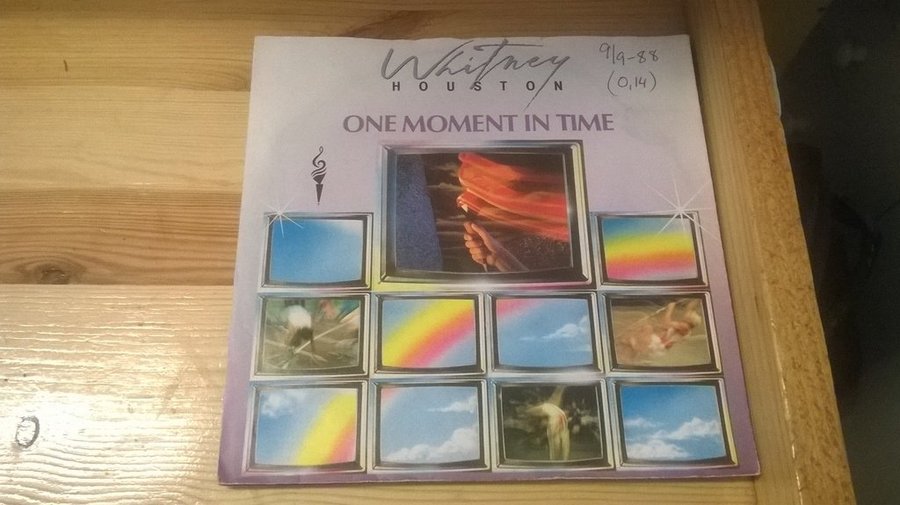 Whitney
HOUSTON
9/9-88
(0,14)
ONE MOMENT IN TIME